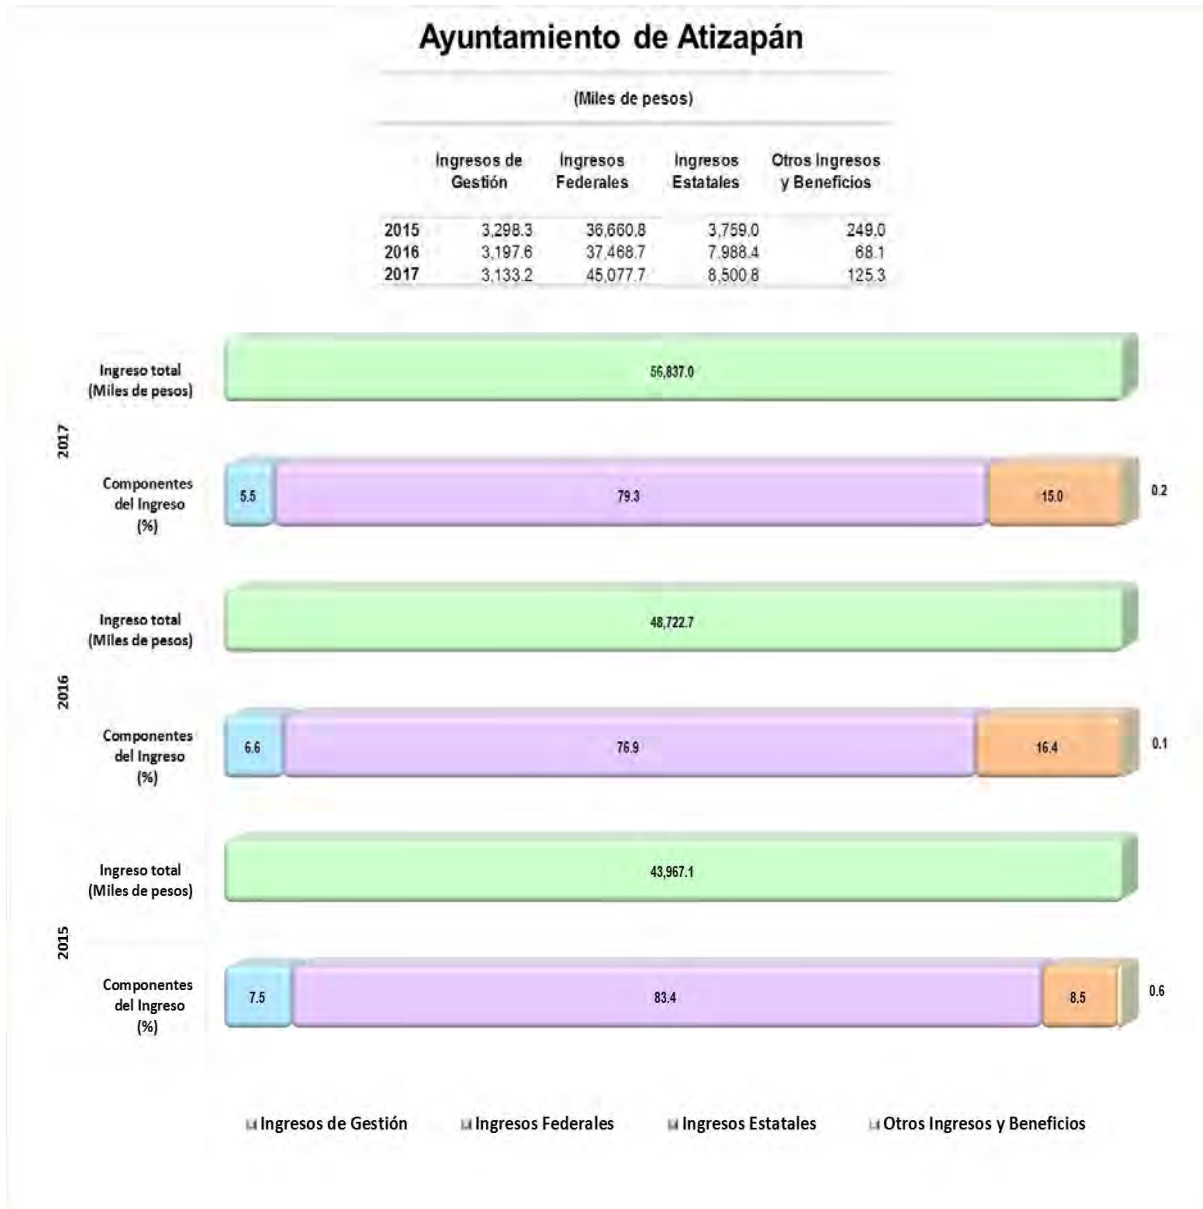 Ayuntamiento de Atizapán
(Miles de pesos)
Ingresos de Gestión Ingresos Federales Ingresos Estatales Otros Ingresos y Beneficios
2015 3,298.3 36,660.8 3,759.0 249.0
2016 3,197.6 37,468.7 7,988.4 68.1
2017 3,133.2 45,077.7 8,500.8 125.3
2017
Ingreso total
(Miles de pesos)
56,837.0
Componentes
del Ingreso
(%)
5.5 79.3 15.0 0.2
2016
Ingreso total
(Miles de pesos)
48,722.7
Componentes
del Ingreso
(%)
6.6 76.9 16.4 0.1
2015
Ingreso total
(Miles de pesos)
43,967.1
Componentes
del Ingreso
(%)
7.5 83.4 8.5 0.6
Ingresos de Gestión Ingresos Federales Ingresos Estatales Otros Ingresos y Beneficios